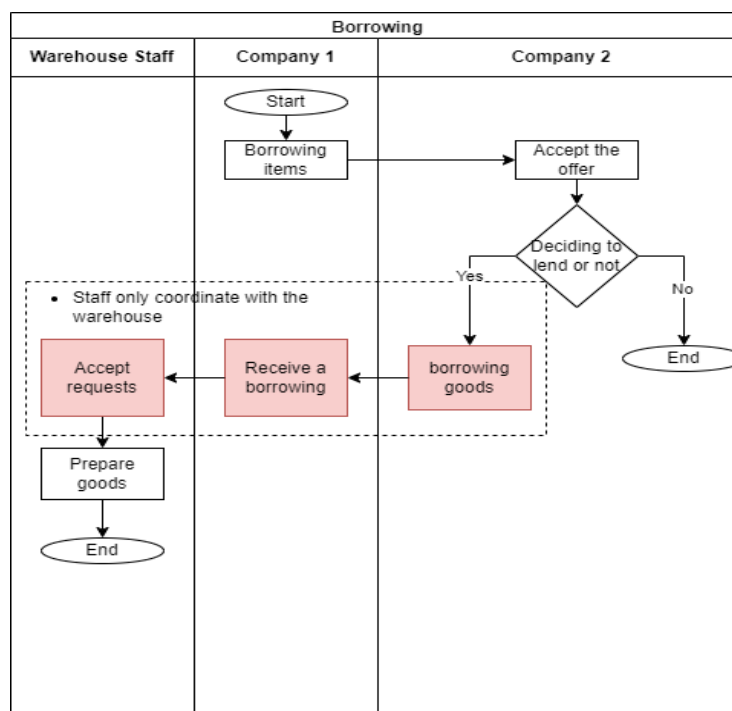 Borrowing
Warehouse Staff
Company 1
Company 2
Start
Borrowing
items
Accept the
offer
Deciding to
lend or not
Yes
No
• Staff only coordinate with the
warehouse
Accept
requests
Receive a
borrowing
borrowing
goods
End
Prepare
goods
End